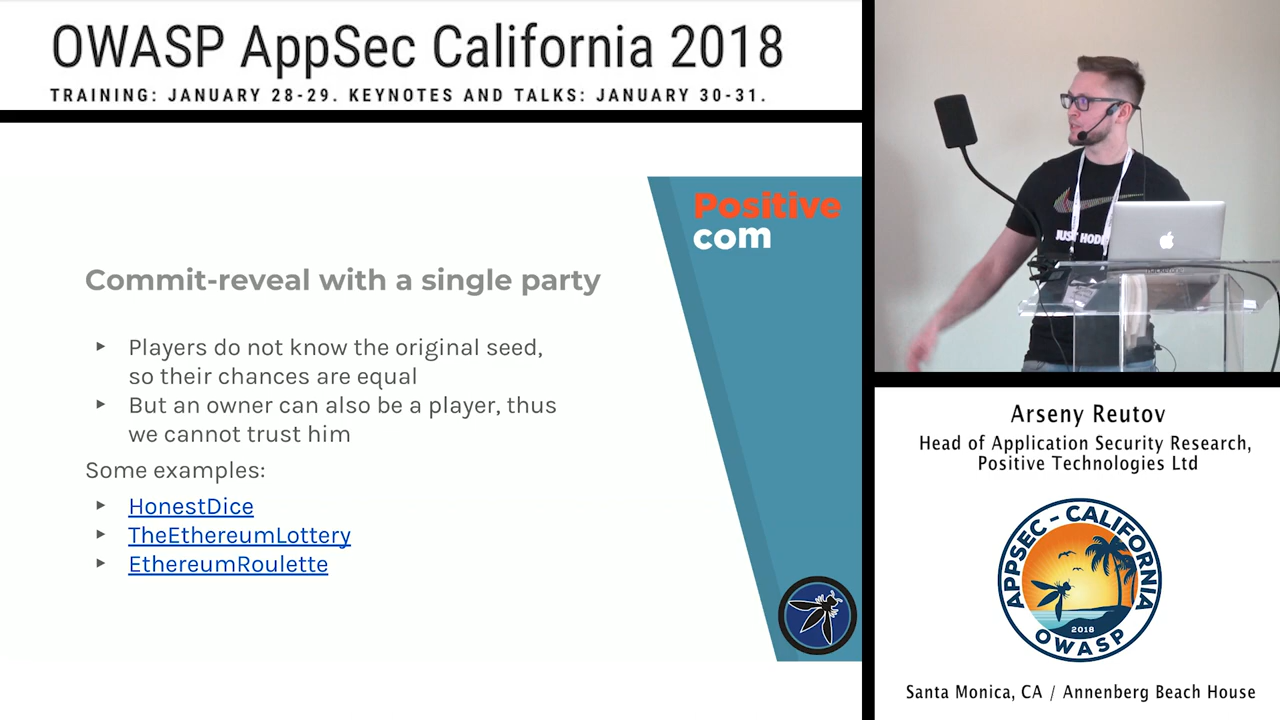 OWASP AppSec California 2018
TRAINING: JANUARY 28-29. KEYNOTES AND TALKS: JANUARY 30-31.
Positive
com
Commit-reveal with a single party
Players do not know the original seed,
so their chances are equal
But an owner can also be a player, thus
we cannot trust him
Some examples:
HonestDice
TheEthereumLottery
EthereumRoulette
JUST HODL
Arseny Reutov
Head of Application Security Research,
Positive Technologies Ltd
APPSEC - CALIFORNIA
2018
OWASP
Santa Monica, CA / Annenberg Beach House